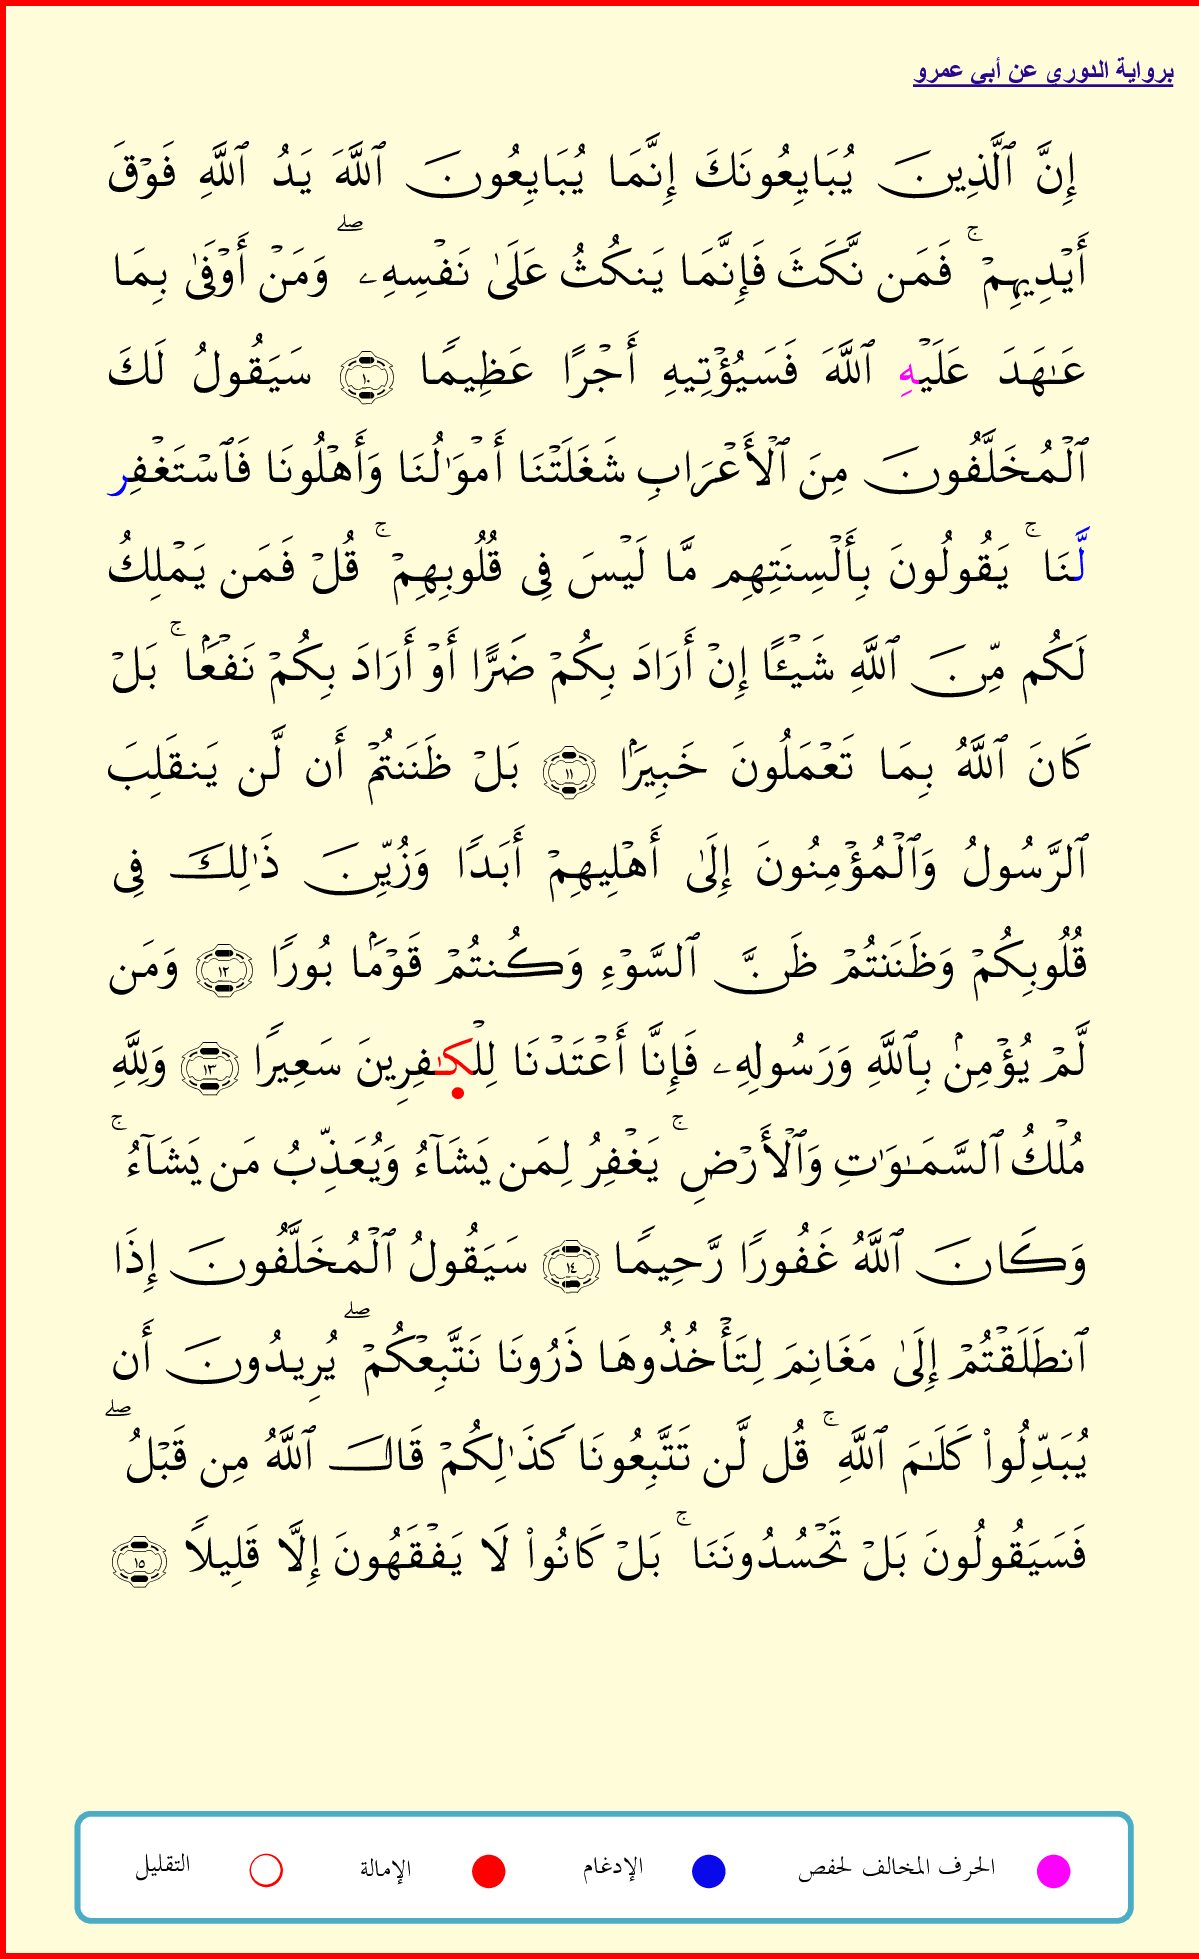 برواية الدوري عن أبي عمرو
إِنَّ ٱلَّذِينَ يُبَايِعُونَكَ إِنَّمَا يُبَايِعُونَ ٱللَّهَ يَدُ ٱللَّهِ فَوۡقَ
أَيۡدِيهِمۡۚ فَمَن نَّكَثَ فَإِنَّمَا يَنكُثُ عَلَىٰ نَفۡسِهِۦۖ وَمَنۡ أَوۡفَىٰ بِمَا
عَٰهَدَ عَلَيۡهِ ٱللَّهَ فَسَيُؤۡتِيهِ أَجۡرًا عَظِيمًا ١٠ سَيَقُولُ لَكَ
ٱلۡمُخَلَّفُونَ مِنَ ٱلۡأَعۡرَابِ شَغَلَتۡنَا أَمۡوَٰلُنَا وَأَهۡلُونَا فَٱسۡتَغۡفِر
لَّنَاۚ يَقُولُونَ بِأَلۡسِنَتِهِم مَّا لَيۡسَ فِي قُلُوبِهِمۡۚ قُلۡ فَمَن يَمۡلِكُ
لَكُم مِّنَ ٱللَّهِ شَيۡـًٔا إِنۡ أَرَادَ بِكُمۡ ضَرًّا أَوۡ أَرَادَ بِكُمۡ نَفۡعَۢاۚ بَلۡ
كَانَ ٱللَّهُ بِمَا تَعۡمَلُونَ خَبِيرَۢا ١١ بَلۡ ظَنَنتُمۡ أَن لَّن يَنقَلِبَ
ٱلرَّسُولُ وَٱلۡمُؤۡمِنُونَ إِلَىٰ أَهۡلِيهِمۡ أَبَدًا وَزُيِّنَ ذَٰلِكَ فِي
قُلُوبِكُمۡ وَظَنَنتُمۡ ظَنَّ ٱلسَّوۡءِ وَكُنتُمۡ قَوۡمَۢا بُورًا ١٢ وَمَن
لَّمۡ يُؤۡمِنۢ بِٱللَّهِ وَرَسُولِهِۦ فَإِنَّا أَعۡتَدۡنَا لِلۡكَٰفِرِينَ سَعِيرًا ١٣ وَلِلَّهِ
مُلۡكُ ٱلسَّمَٰوَٰتِ وَٱلۡأَرۡضِۚ يَغۡفِرُ لِمَن يَشَآءُ وَيُعَذِّبُ مَن يَشَآءُۚ
وَكَانَ ٱللَّهُ غَفُورًا رَّحِيمًا ١٤ سَيَقُولُ ٱلۡمُخَلَّفُونَ إِذَا
ٱنطَلَقۡتُمۡ إِلَىٰ مَغَانِمَ لِتَأۡخُذُوهَا ذَرُونَا نَتَّبِعۡكُمۡۖ يُرِيدُونَ أَن
يُبَدِّلُواْ كَلَٰمَ ٱللَّهِۚ قُل لَّن تَتَّبِعُونَا كَذَٰلِكُمۡ قَالَ ٱللَّهُ مِن قَبۡلُۖ
فَسَيَقُولُونَ بَلۡ تَحۡسُدُونَنَاۚ بَلۡ كَانُواْ لَا يَفۡقَهُونَ إِلَّا قَلِيلًا ١٥
الحرف المخالف لحفص الإدغام الإمالة التقليل